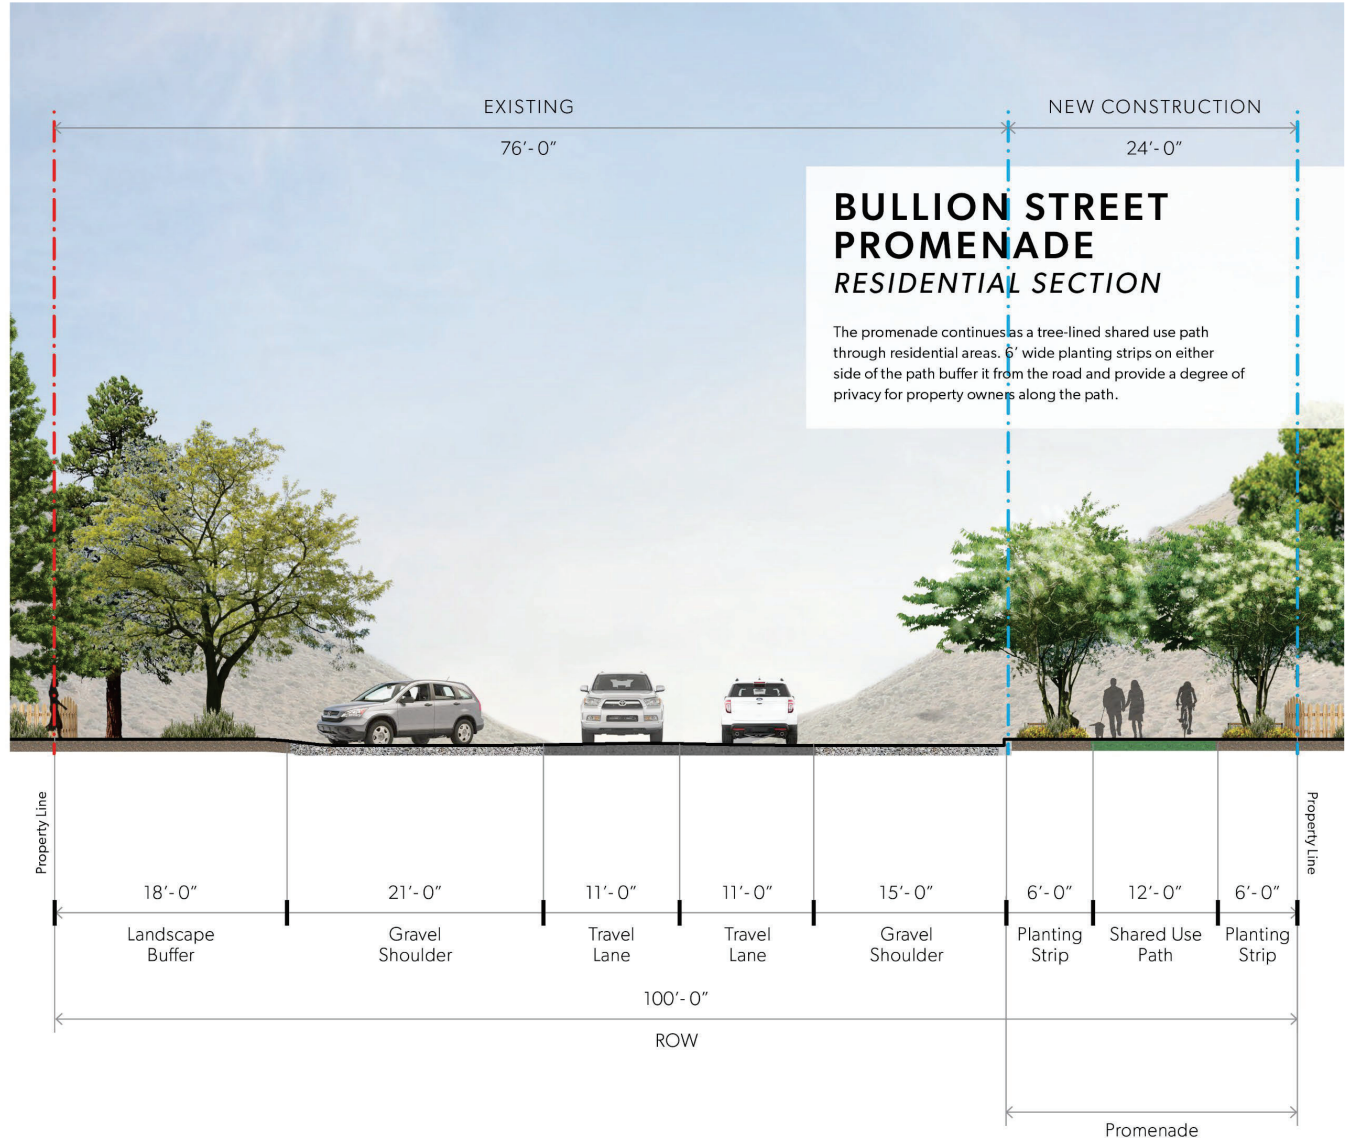 EXISTING
NEW CONSTRUCTION
76’- 0”
24’- 0”
BULLION STREET
PROMENADE
RESIDENTIAL SECTION
The promenade continues as a tree-lined shared use path
through residential areas. 6’ wide planting strips on either
side of the path buffer it from the road and provide a degree of
privacy for property owners along the path.
Property Line
Property Line
18’- 0”
21’- 0”
11’- 0”
11’- 0”
15’- 0”
6’- 0”
12’- 0”
6’- 0”
Landscape
Buffer
Gravel
Shoulder
Travel
Lane
Travel
Lane
Gravel
Shoulder
Planting
Strip
Shared Use
Path
Planting
Strip
100’- 0”
ROW
Promenade